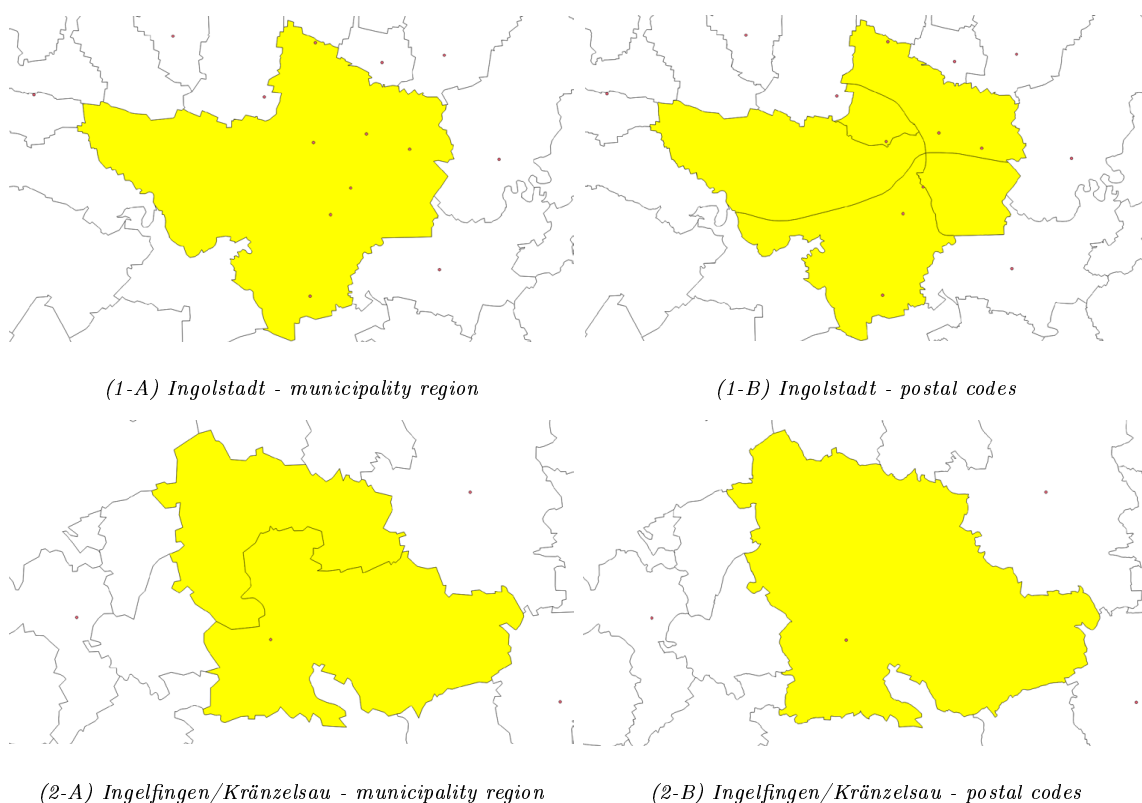 (1-A) Ingolstadt - municipality region
(1-B) Ingolstadt - postal codes
(2-A) Ingelfingen/Kränzelsau - municipality region
(2-B) Ingelfingen/Kränzelsau - postal codes